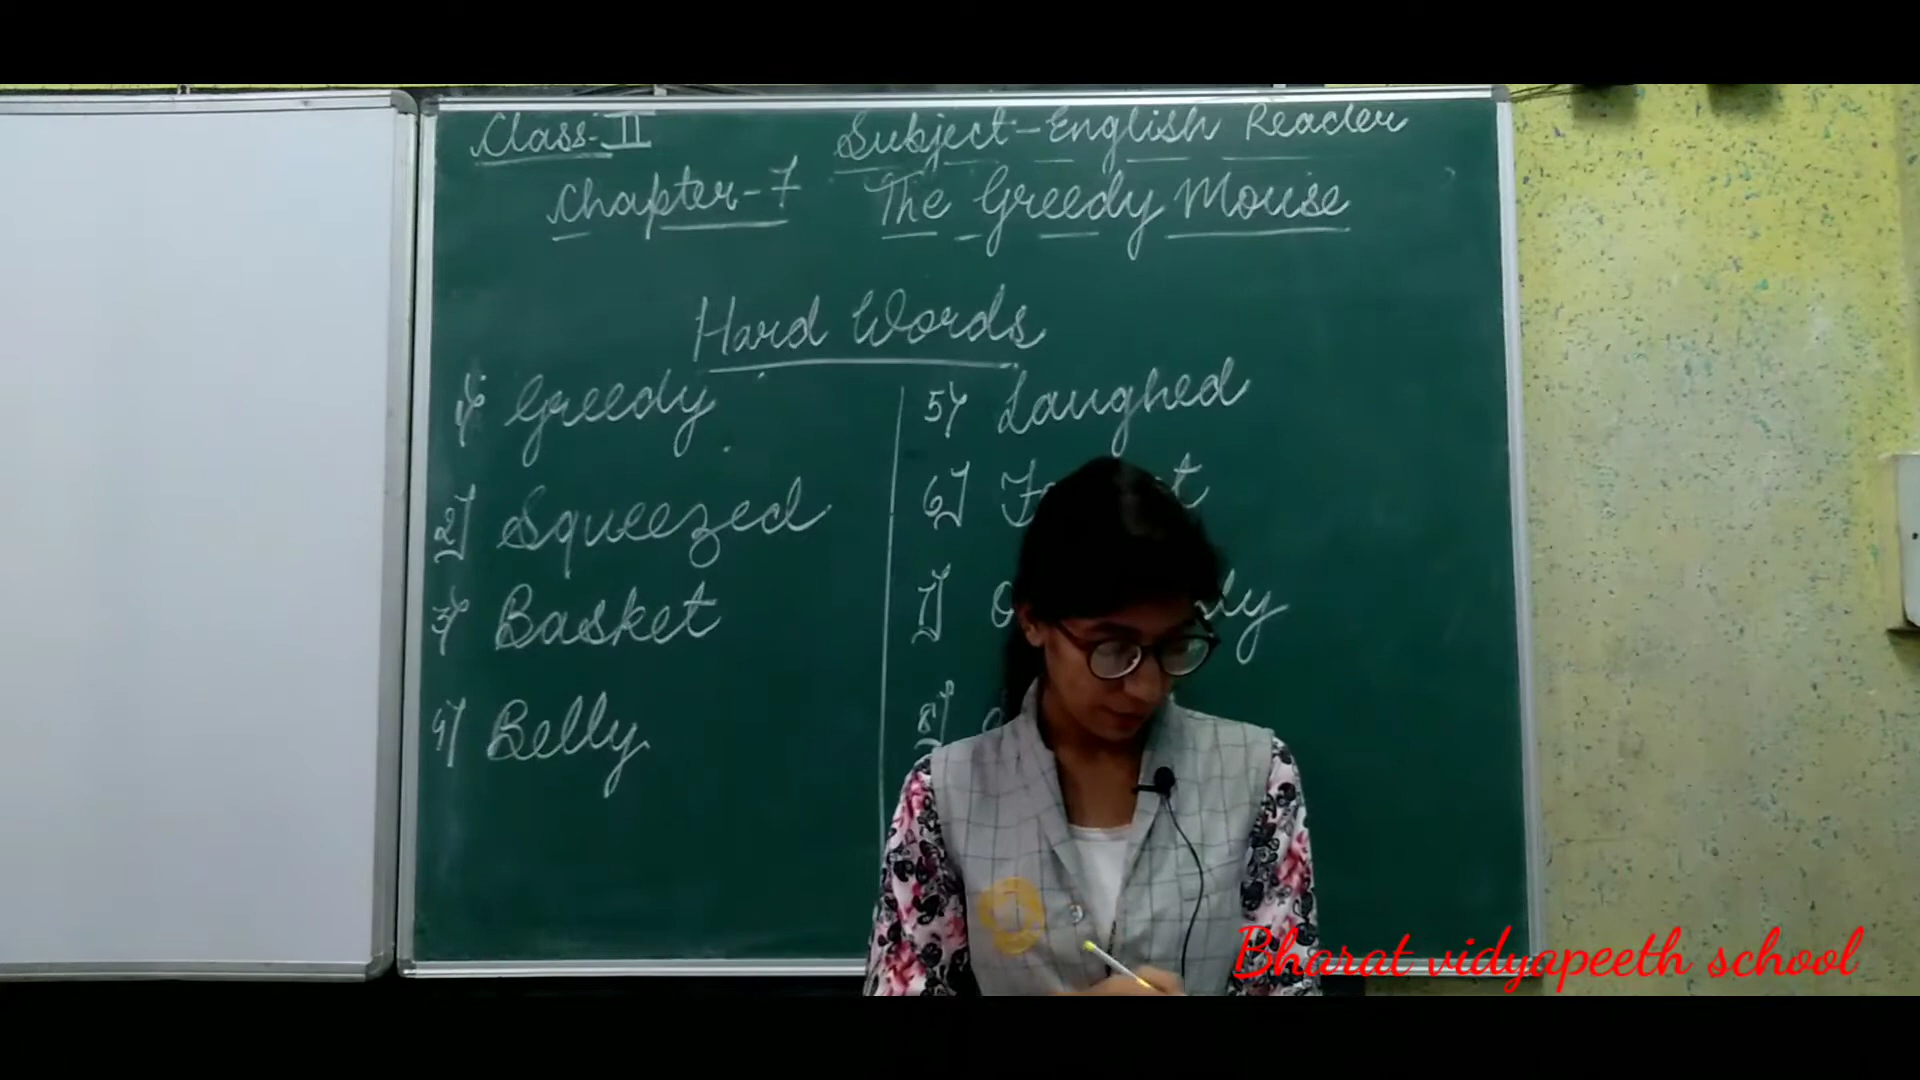 Class-II Subject-English Reader
Chapter-7 The Greedy Mouse
Hard Words
1) Greedy
2) Squeezed
3) Basket
4) Belly
5) Laughed
6)
7)
8)
Bharat vidyapeeth school